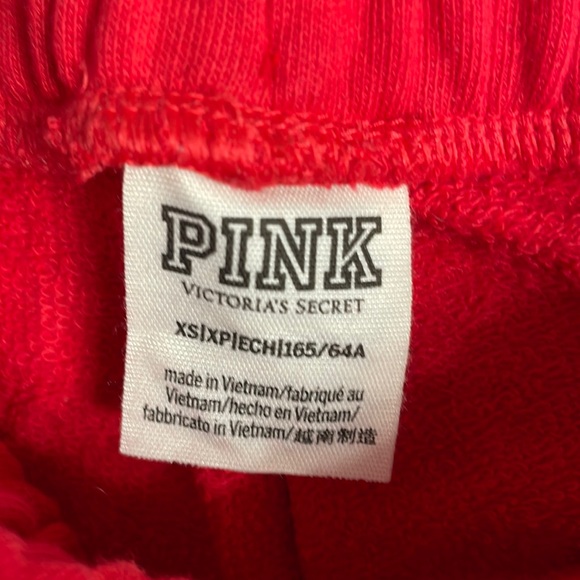 PINK
VICTORIA'S SECRET
XS|XP|ECH|165/64A
made in Vietnam/fabriqué au
Vietnam/hecho en Vietnam/
fabbricato in Vietnam/越南制造